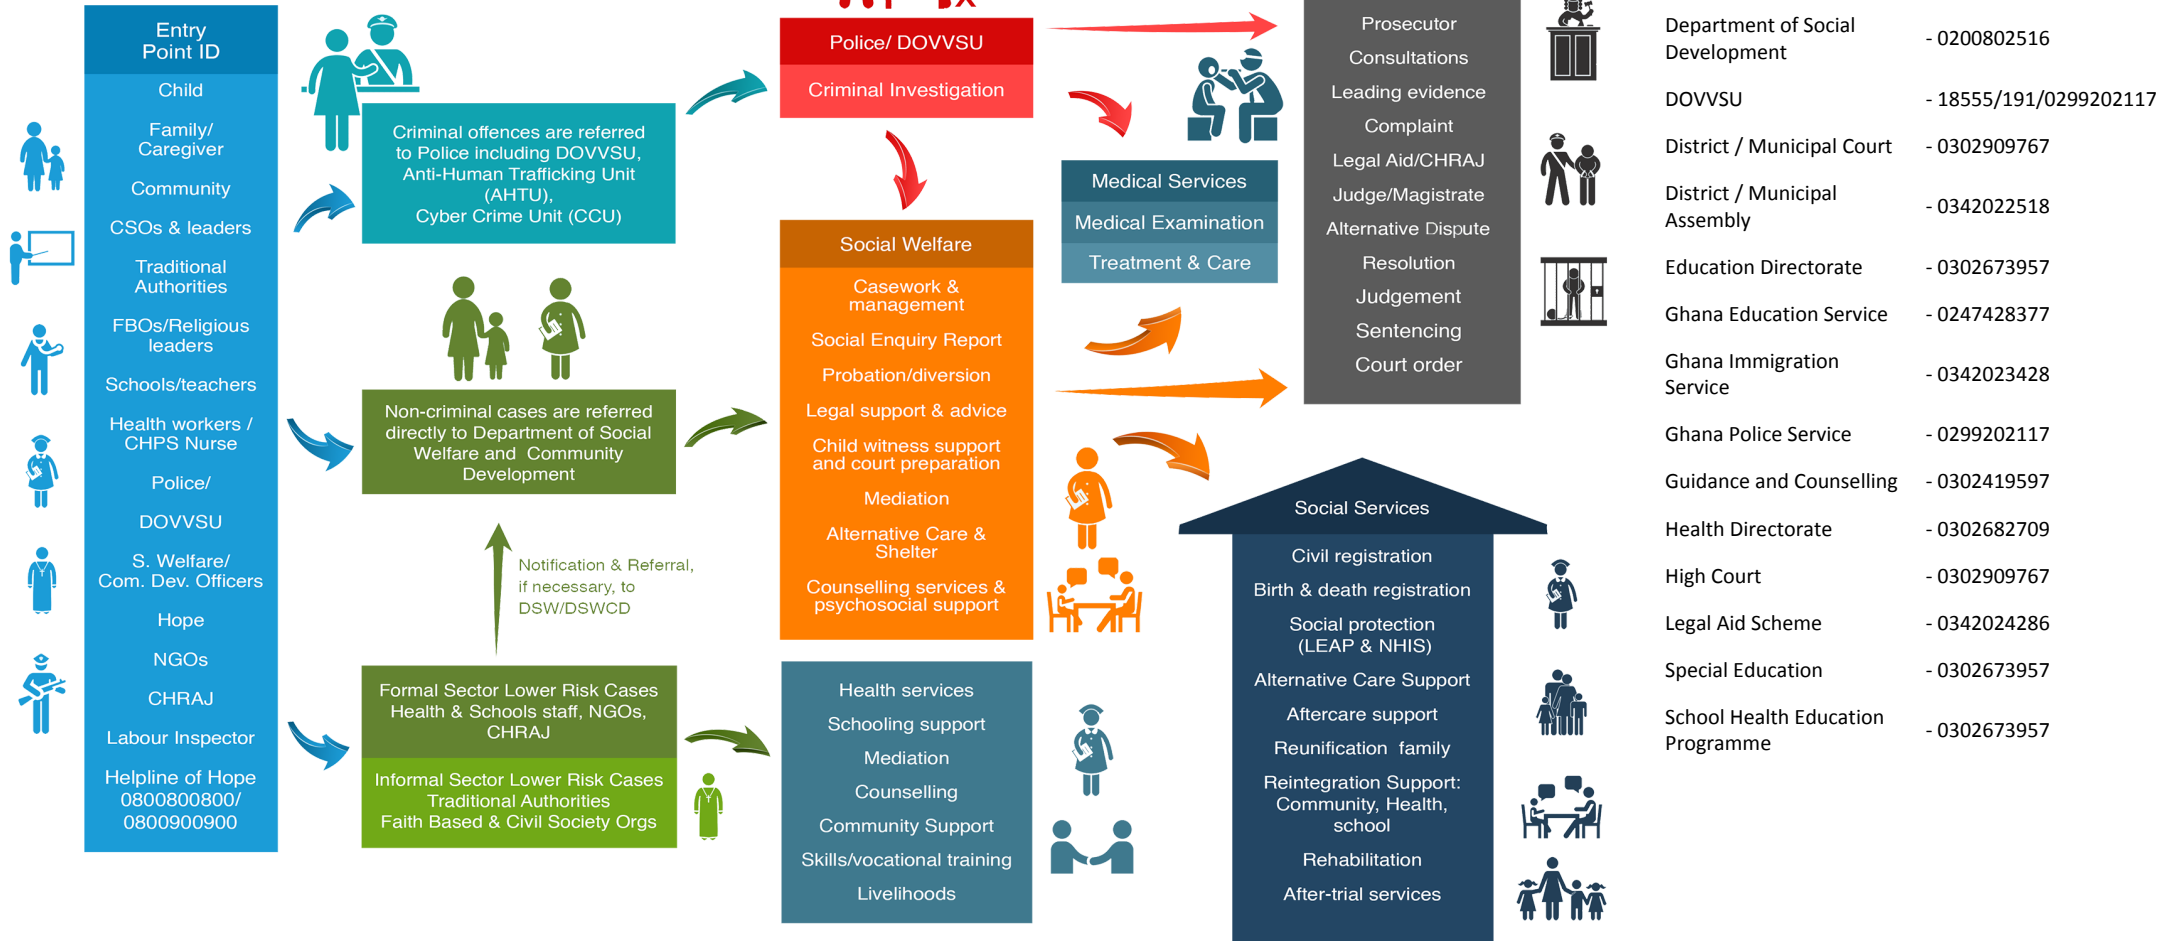 Entry
Point ID
Child
Family/
Caregiver
Community
CSOs & leaders
Traditional
Authorities
FBOs/Religious
leaders
Schools/teachers
Health workers /
CHPS Nurse
Police/
DOVVSU
S. Welfare/
Com. Dev. Officers
Hope
NGOs
CHRAJ
Labour Inspector
Helpline of Hope
0800800800/
0800900900
Criminal offences are referred
to Police including DOVVSU,
Anti-Human Trafficking Unit
(AHTU),
Cyber Crime Unit (CCU)
Non-criminal cases are referred
directly to Department of Social
Welfare and Community
Development
Notification & Referral,
if necessary, to
DSW/DSWCD
Formal Sector Lower Risk Cases
Health & Schools staff, NGOs,
CHRAJ
Informal Sector Lower Risk Cases
Traditional Authorities
Faith Based & Civil Society Orgs
Police/ DOVVSU
Criminal Investigation
Social Welfare
Casework &
management
Social Enquiry Report
Probation/diversion
Legal support & advice
Child witness support
and court preparation
Mediation
Alternative Care &
Shelter
Counselling services &
psychosocial support
Health services
Schooling support
Mediation
Counselling
Community Support
Skills/vocational training
Livelihoods
Medical Services
Medical Examination
Treatment & Care
Prosecutor
Consultations
Leading evidence
Complaint
Legal Aid/CHRAJ
Judge/Magistrate
Alternative Dispute
Resolution
Judgement
Sentencing
Court order
Social Services
Civil registration
Birth & death registration
Social protection
(LEAP & NHIS)
Alternative Care Support
Aftercare support
Reunification family
Reintegration Support:
Community, Health,
school
Rehabilitation
After-trial services
Department of Social
Development - 0200802516
DOVVSU - 18555/191/0299202117
District / Municipal Court - 0302909767
District / Municipal
Assembly - 0342022518
Education Directorate - 0302673957
Ghana Education Service - 0247428377
Ghana Immigration
Service - 0342023428
Ghana Police Service - 0299202117
Guidance and Counselling - 0302419597
Health Directorate - 0302682709
High Court - 0302909767
Legal Aid Scheme - 0342024286
Special Education - 0302673957
School Health Education
Programme - 0302673957